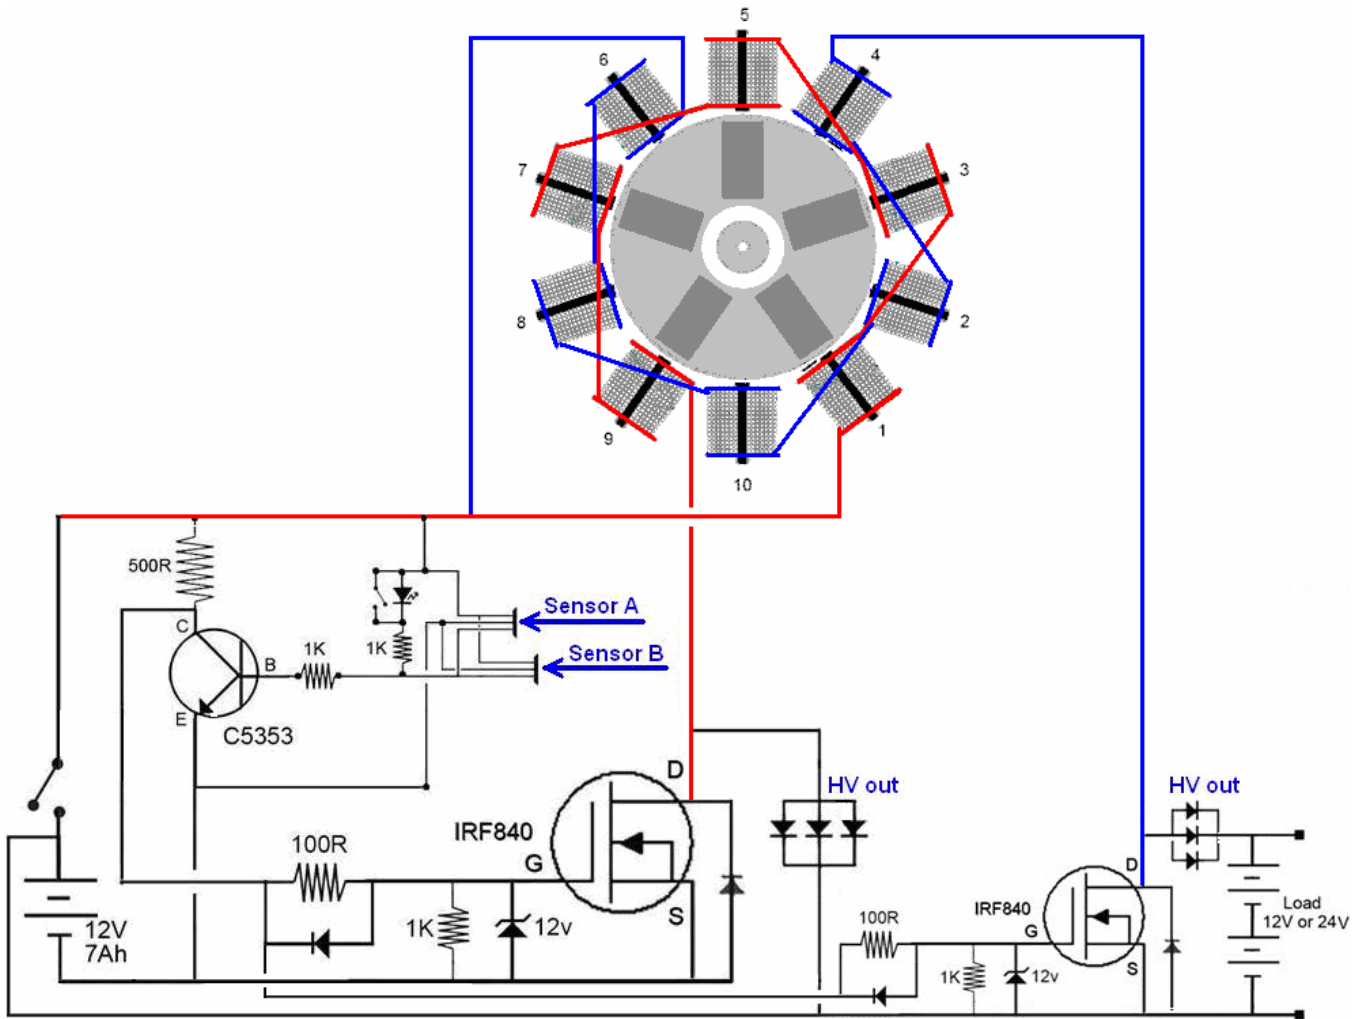 5
6
4
7
3
8
2
9
1
10
500R
C
1K
1K
B
E
C5353
Sensor A
Sensor B
D
HV out
HV out
IRF840
100R
G
S
1K
12v
12V
7Ah
D
IRF840
100R
G
S
1K
12v
Load
12V or 24V